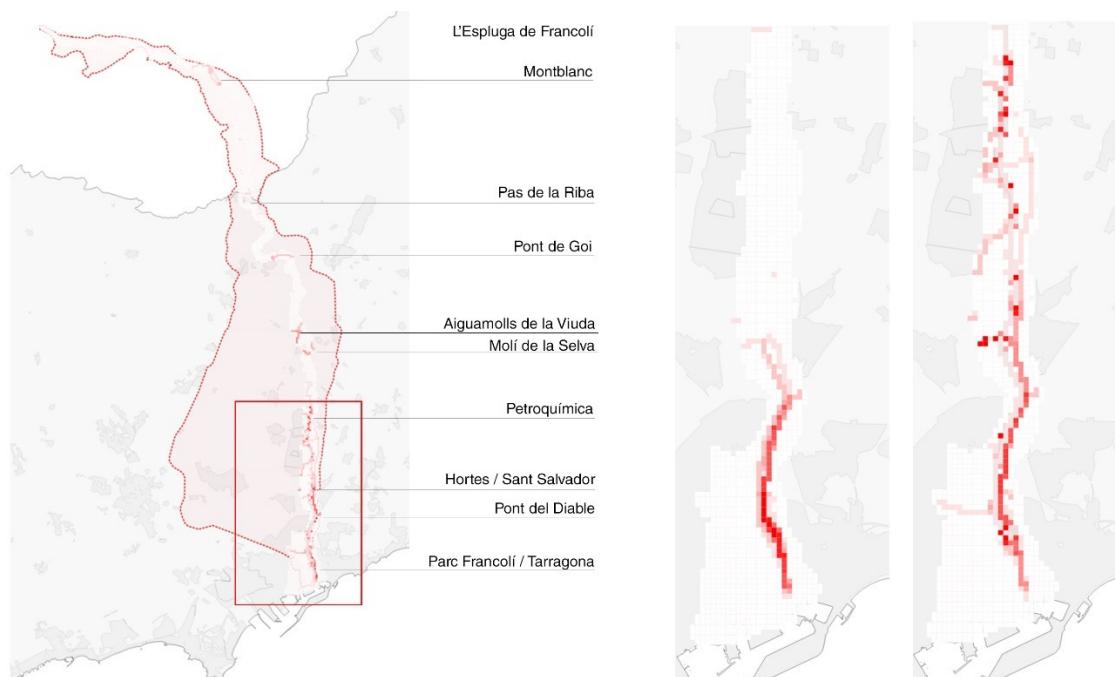 L'Espluga de Francolí
Montblanc
Pas de la Riba
Pont de Goi
Aiguamolls de la Viuda
Molí de la Selva
Petroquímica
Hortes / Sant Salvador
Pont del Diable
Parc Francolí / Tarragona